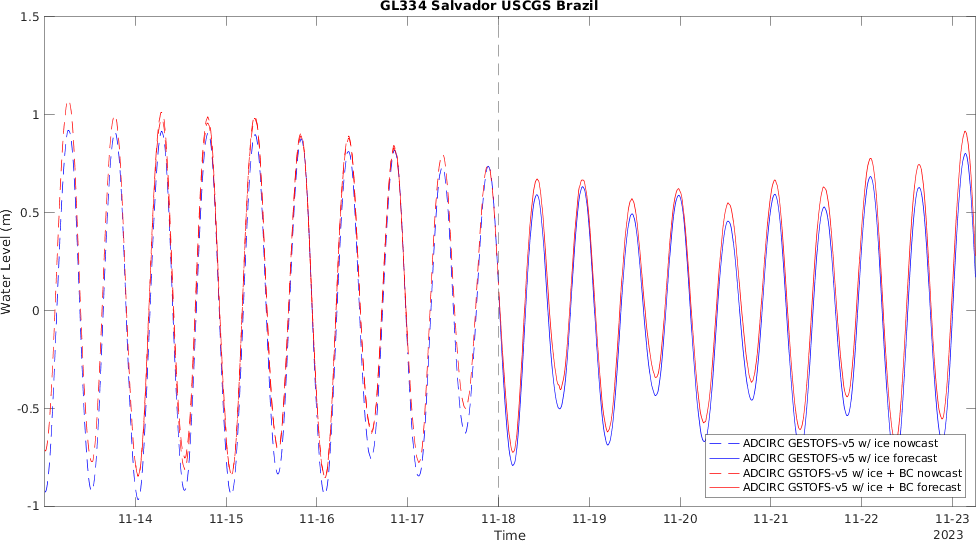 GL334 Salvador USCGS Brazil
1.5
1
0.5
0
-0.5
-1
Water Level (m)
ADCIRC GESTOFS-v5 w/ ice nowcast
ADCIRC GESTOFS-v5 w/ ice forecast
ADCIRC GSTOFS-v5 w/ ice + BC nowcast
ADCIRC GSTOFS-v5 w/ ice + BC forecast
11-14 11-15 11-16 11-17 11-18 11-19 11-20 11-21 11-22 11-23
Time 2023